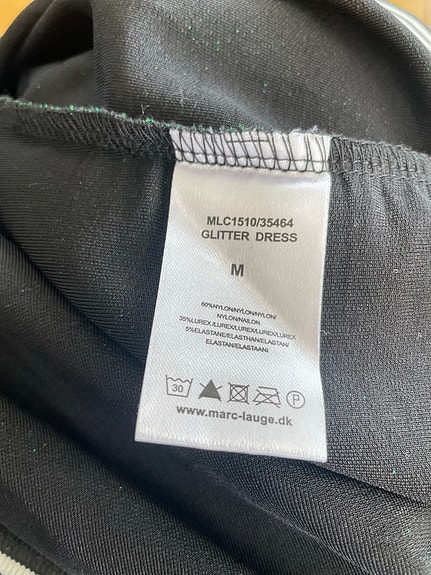 MLC1510/35464
GLITTER DRESS
M
60%NYLON/NYLON/NYLON/
NYLON/NAILON
35%LUREX/LUREX/LUREX/LUREX/LUREX
5%ELASTANE/ELASTHAN/ELASTAN/
ELASTAN/ELASTAANI
30 P
www.marc-lauge.dk